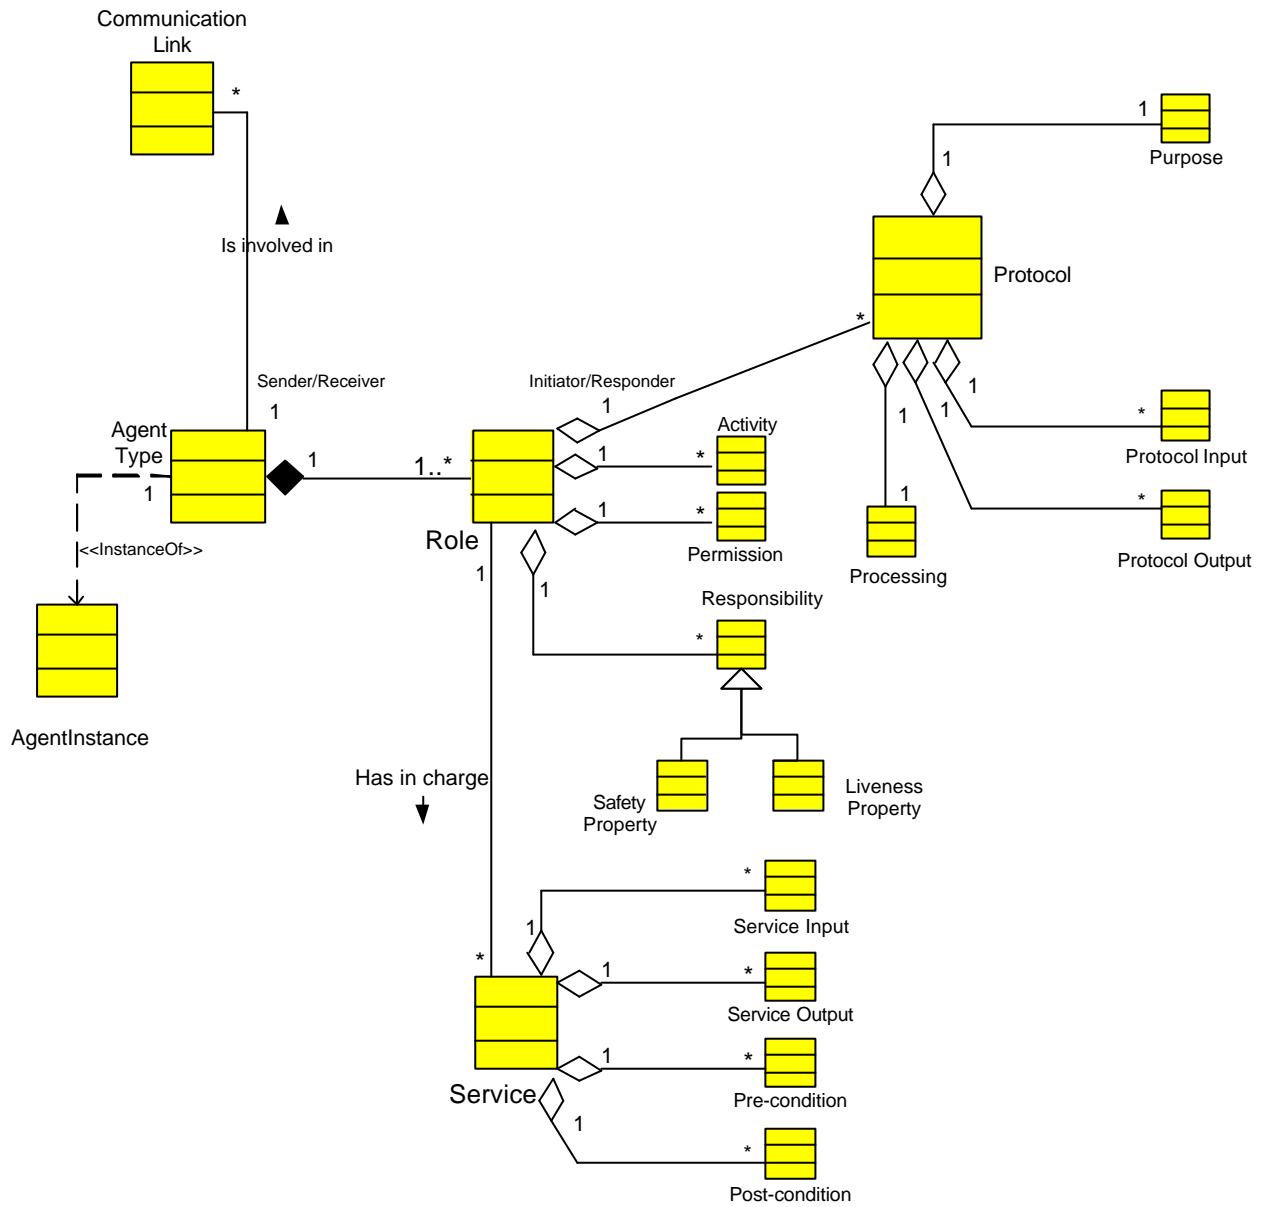 Communication
Link
*
1
Purpose
1
Is involved in
Protocol
*
Sender/Receiver
1
Initiator/Responder
1
1
1
1
*
Protocol Input
Agent
Type
1
1
1..*
Activity
1
*
Permission
1
*
*
Protocol Output
1
Processing
Role
1
<<InstanceOf>>
1
Responsibility
*
AgentInstance
Has in charge
Safety
Property
Liveness
Property
*
Service Input
1
*
1
*
Service Output
1
*
Pre-condition
Service
1
*
Post-condition